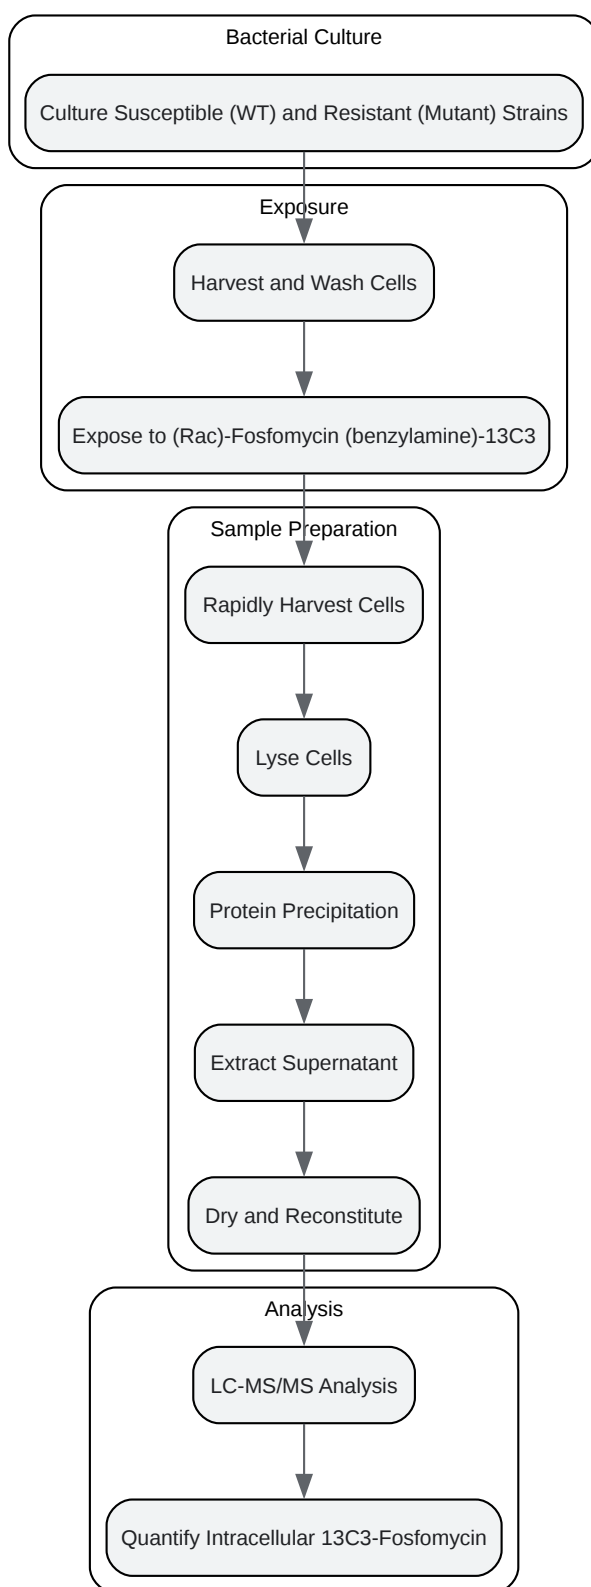 Bacterial Culture
Culture Susceptible (WT) and Resistant (Mutant) Strains
Exposure
Harvest and Wash Cells
Expose to (Rac)-Fosfomycin (benzylamine)-13C3
Sample Preparation
Rapidly Harvest Cells
Lyse Cells
Protein Precipitation
Extract Supernatant
Dry and Reconstitute
Analysis
LC-MS/MS Analysis
Quantify Intracellular 13C3-Fosfomycin